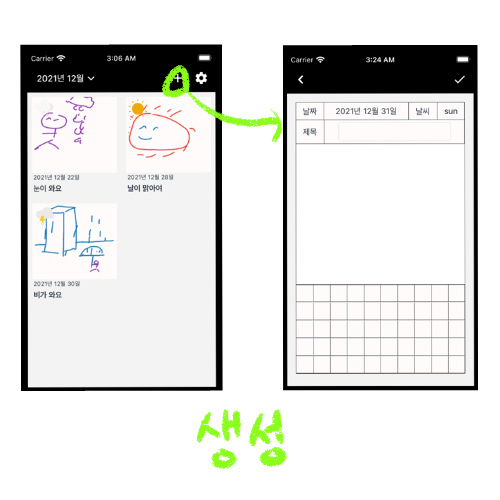 Carrier 3:06 AM
2021년 12월
2021년 12월 22일
눈이 와요
2021년 12월 28일
날이 맑아여
2021년 12월 30일
비가 와요
Carrier 3:24 AM
날짜 2021년 12월 31일 날씨 sun
제목
생성